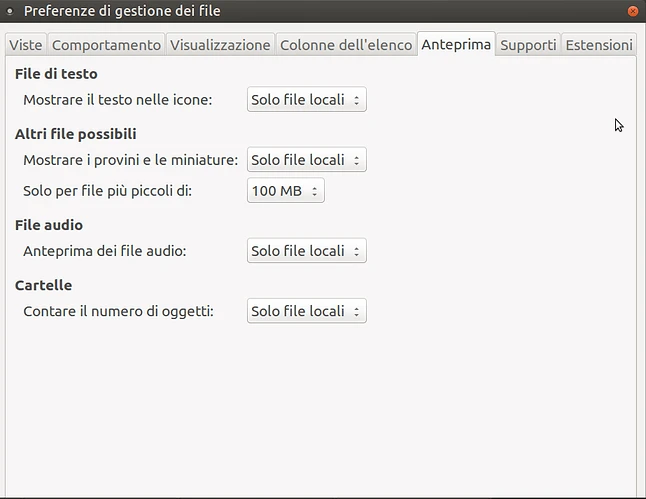 Preferenze di gestione dei file
Viste Comportamento Visualizzazione Colonne dell'elenco Anteprima Supporti Estensioni
File di testo
Mostrare il testo nelle icone: Solo file locali
Altri file possibili
Mostrare i provini e le miniature: Solo file locali
Solo per file più piccoli di: 100 MB
File audio
Anteprima dei file audio: Solo file locali
Cartelle
Contare il numero di oggetti: Solo file locali